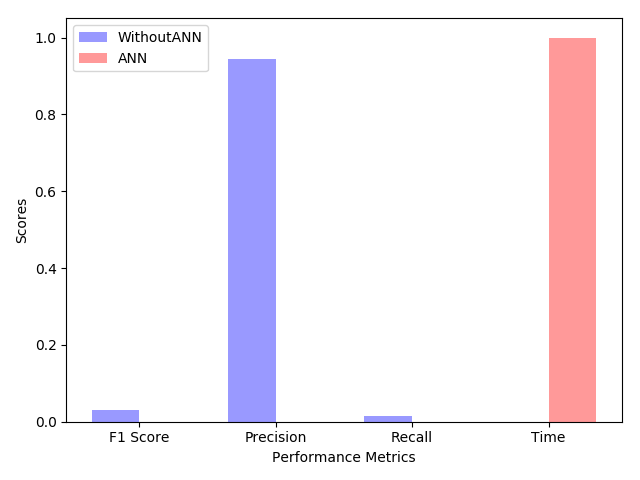 WithoutANN
ANN
1.0
0.8
0.6
0.4
0.2
0.0
Scores
F1 Score Precision Recall Time
Performance Metrics